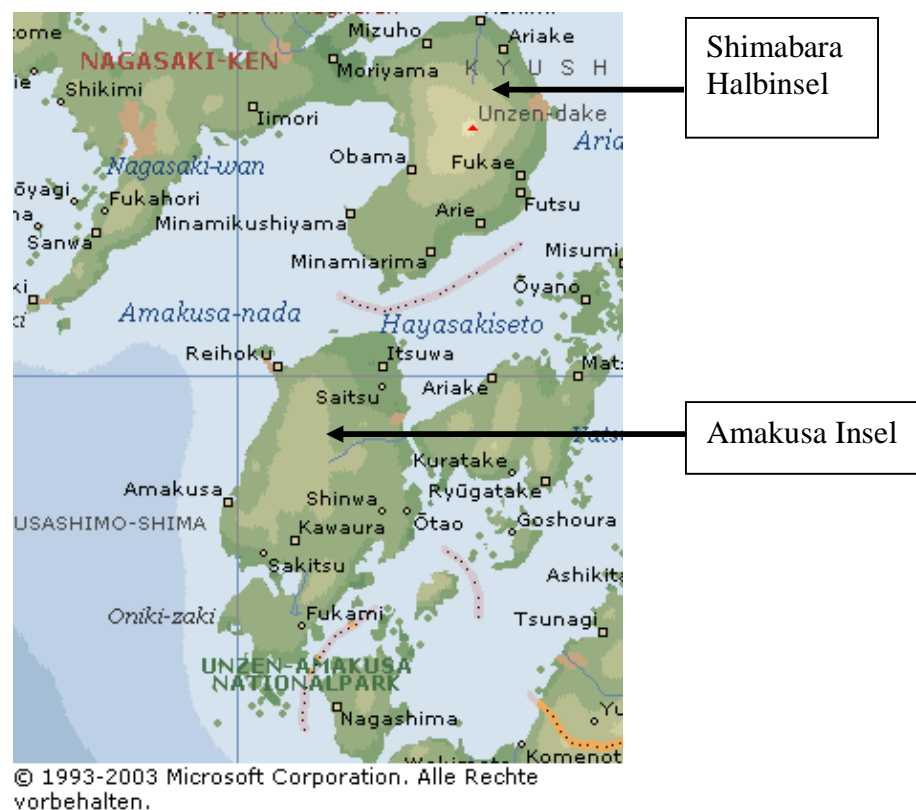 Mizuho
Ariake
NAGASAKI-KEN
Moriyama
K Y U S H
Shikimi
Iimori
Unzen-dake
Obama
Fukae
Nagasaki-wan
Fukahori
Futsu
Arie
Minamikushiyama
Sanwa
Minamiarima
Misumi
Ōyano
Amakusa-nada
Hayasakiseto
Reihoku
Itsuwa
Ariake
Saitsu
Kuratake
Ryūgatake
Amakusa
Shinwa
Ōtao
Goshoura
USASHIMO-SHIMA
Kawaura
Sakitsu
Ashikita
Oniki-zaki
Fukami
Tsunagi
UNZEN-AMAKUSA
NATIONALPARK
Nagashima
Komenot
Shimabara
Halbinsel
Amakusa Insel
© 1993-2003 Microsoft Corporation. Alle Rechte
vorbehalten.